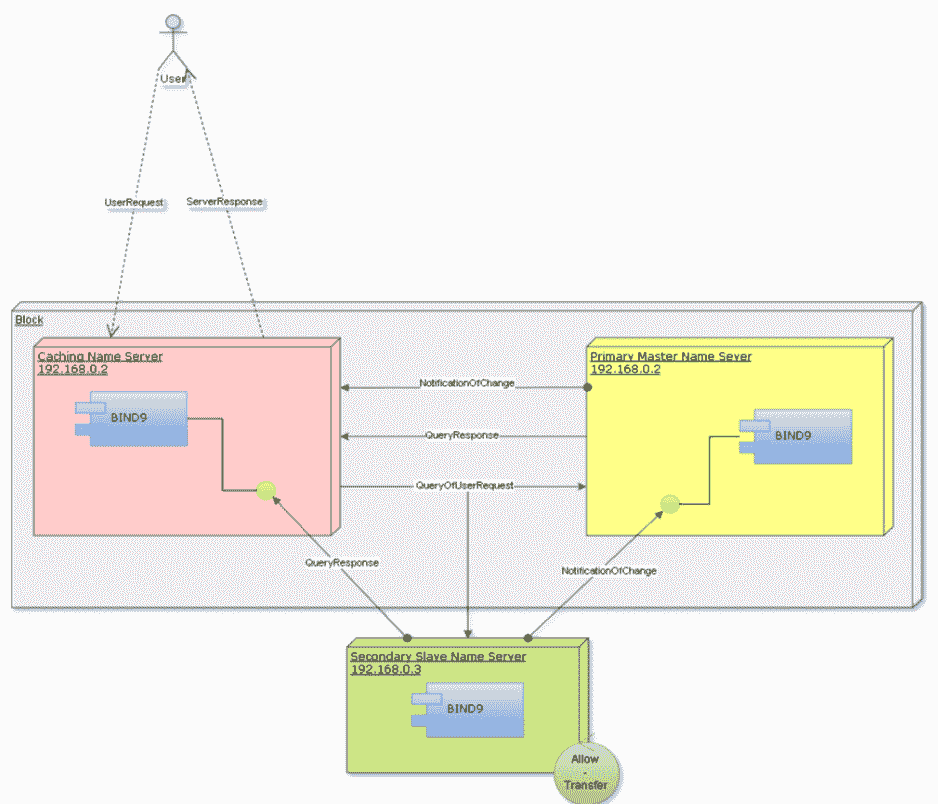 User
UserRequest
ServerResponse
Block
Caching Name Server
192.168.0.2
Primary Master Name Sever
192.168.0.2
NotificationOfChange
BIND9
BIND9
QueryResponse
QueryOfUserRequest
QueryResponse
NotificationOfChange
Secondary Slave Name Server
192.168.0.3
BIND9
Allow
-
Transfer